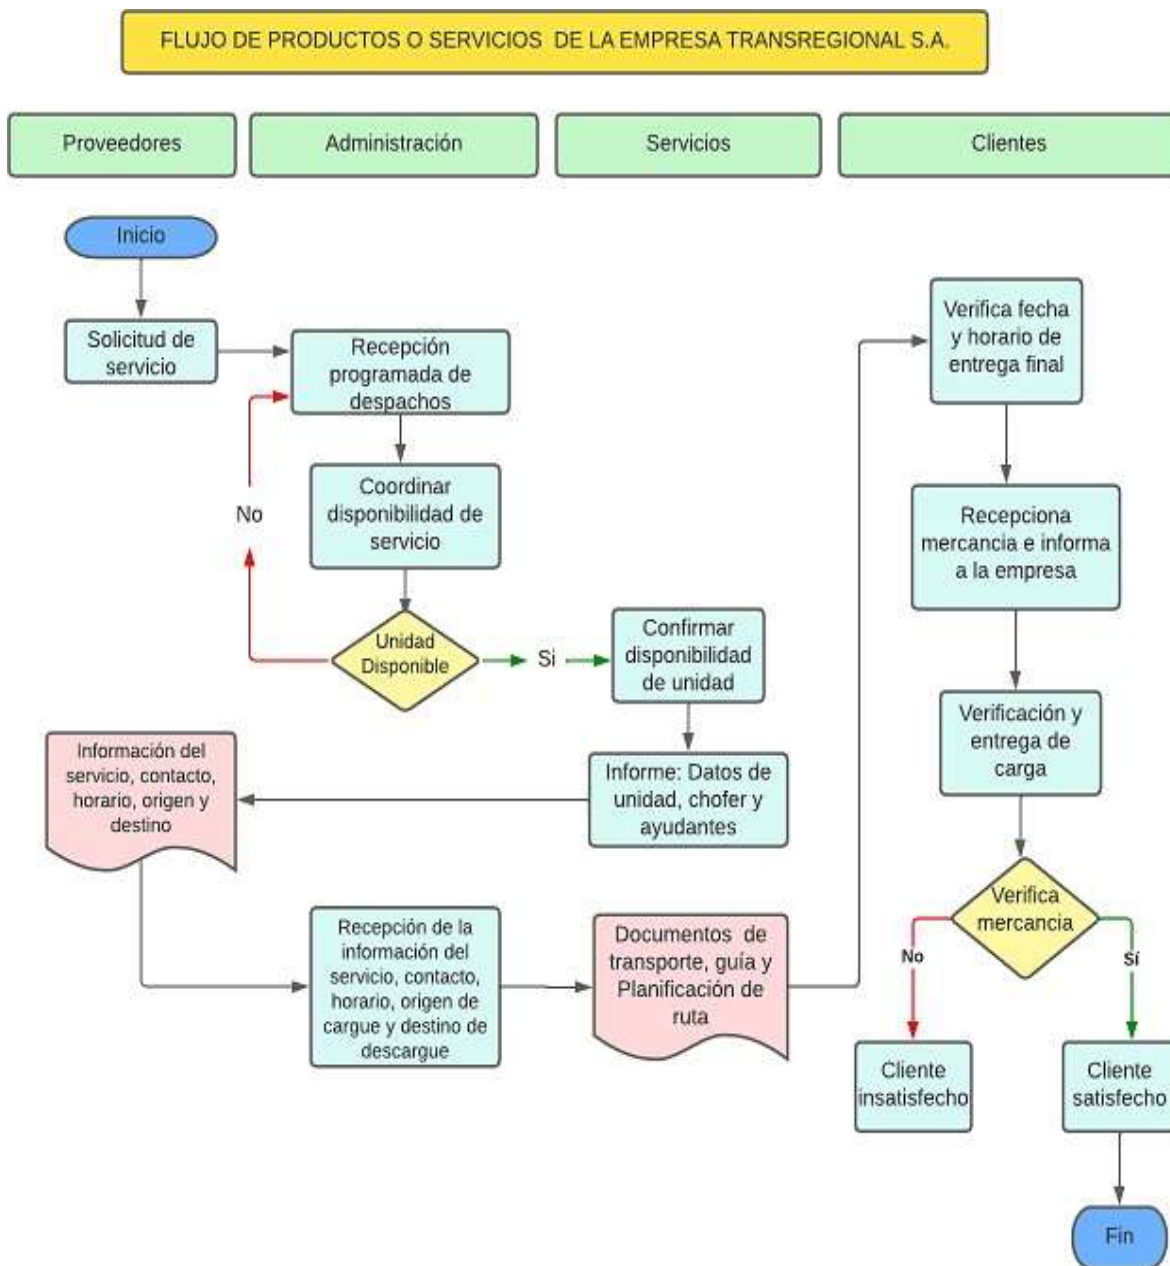 FLUJO DE PRODUCTOS O SERVICIOS DE LA EMPRESA TRANSREGIONAL S.A.
Proveedores
Administración
Servicios
Clientes
Inicio
Solicitud de
servicio
Recepción
programada de
despachos
Coordinar
disponibilidad de
servicio
No
Unidad
Disponible
Si
Confirmar
disponibilidad
de unidad
Informe: Datos de
unidad, chofer y
ayudantes
Información del
servicio, contacto,
horario, origen y
destino
Recepción de la
información del
servicio, contacto,
horario, origen de
cargue y destino de
descargue
Documentos de
transporte, guía y
Planificación de
ruta
Verifica fecha
y horario de
entrega final
Recepciona
mercancia e informa
a la empresa
Verificación y
entrega de
carga
Verifica
mercancia
No
Sí
Cliente
insatisfecho
Cliente
satisfecho
Fin